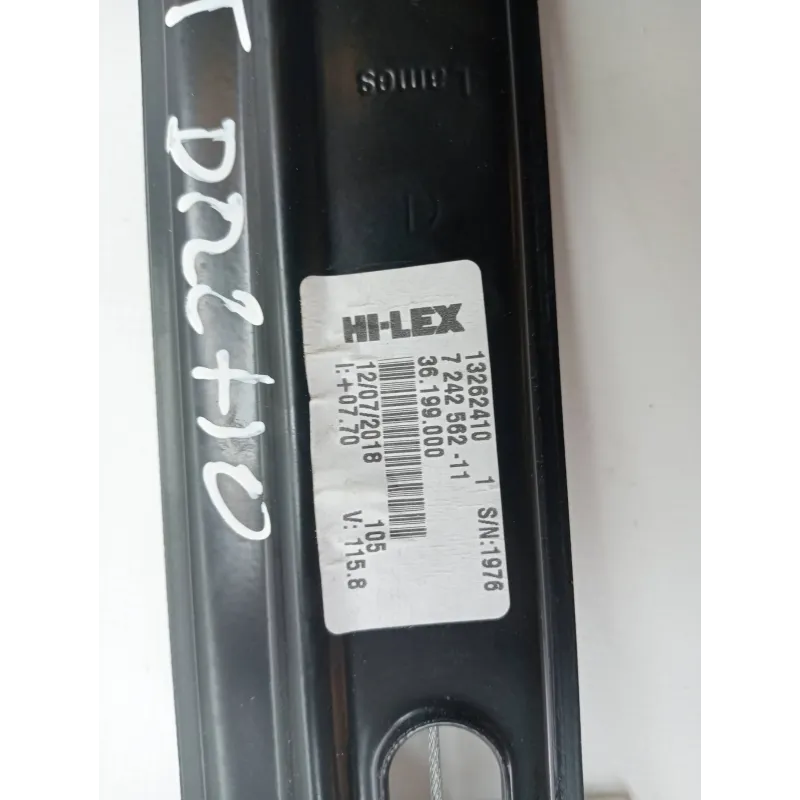 Lames
HI-LEX
13262410 1 S/N:1976
7 242 562 -11
36.199.000
12/07/2018 105
I:+07.70 V: 115.8